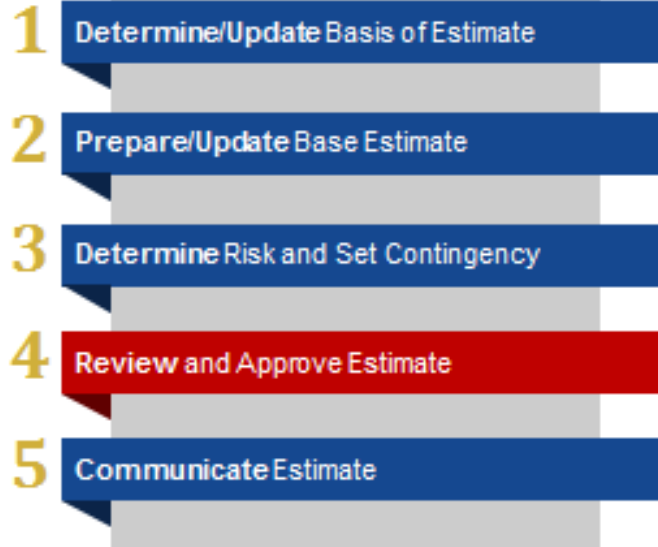 1 Determine/Update Basis of Estimate
2 Prepare/Update Base Estimate
3 Determine Risk and Set Contingency
4 Review and Approve Estimate
5 Communicate Estimate